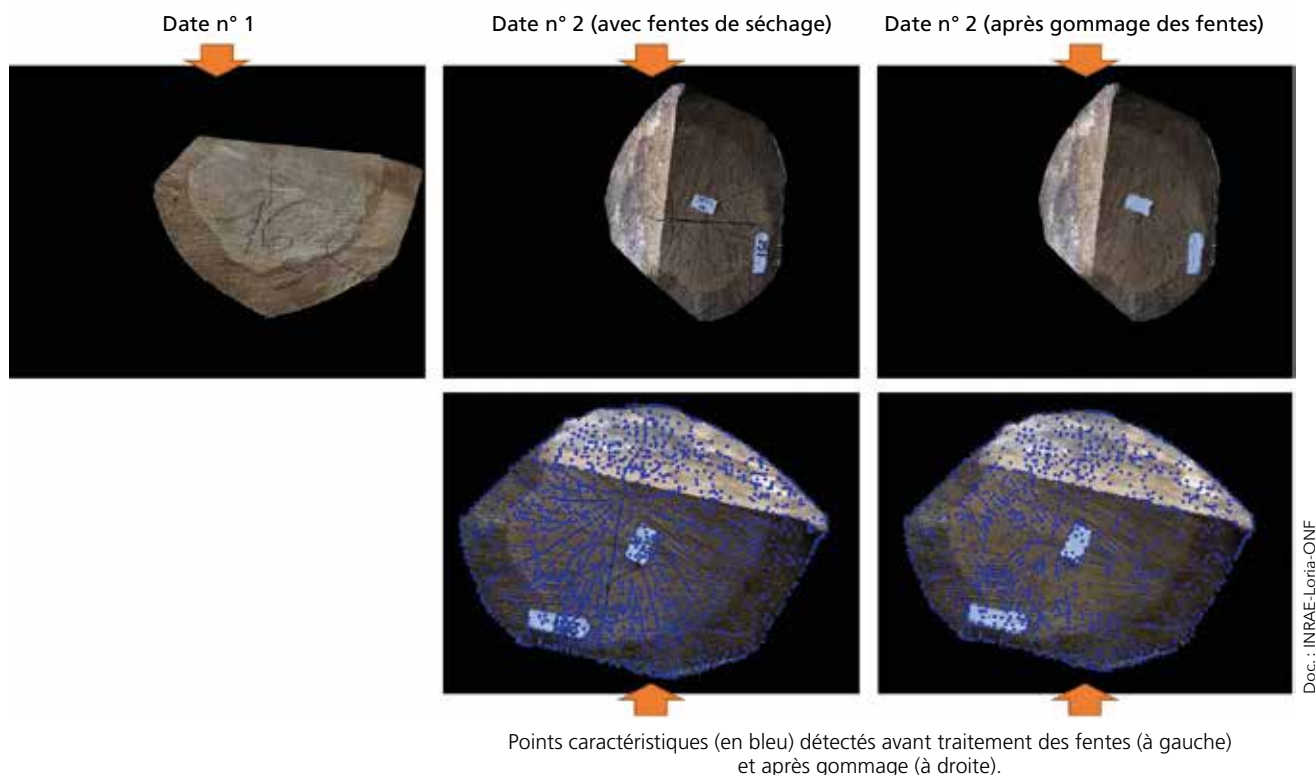 Date n° 1
Date n° 2 (avec fentes de séchage)
Date n° 2 (après gommage des fentes)
Doc. : INRAE-Loria-ONF
Points caractéristiques (en bleu) détectés avant traitement des fentes (à gauche)
et après gommage (à droite).